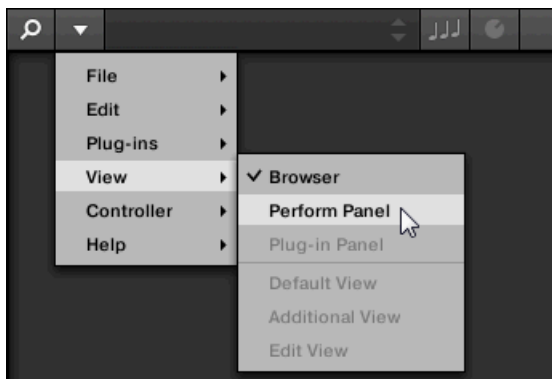 File
Edit
Plug-ins
View
Controller
Help
Browser
Perform Panel
Plug-in Panel
Default View
Additional View
Edit View